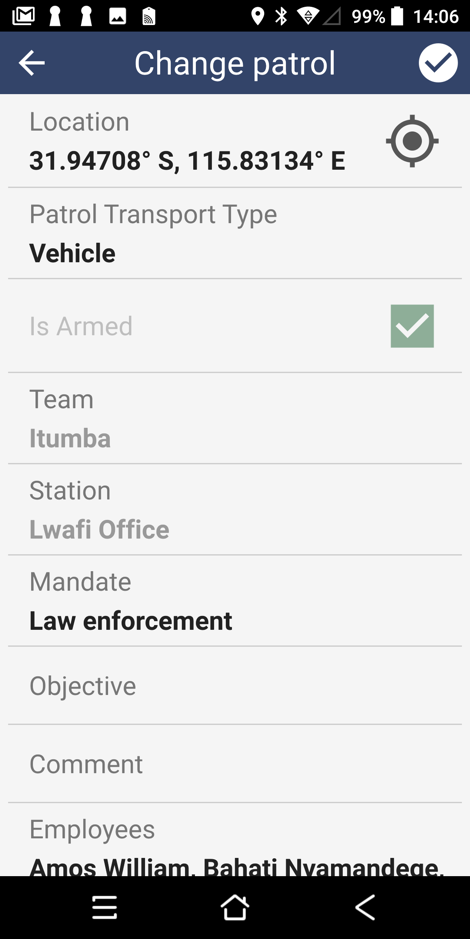 99% 14:06
Change patrol
Location
31.94708° S, 115.83134° E
Patrol Transport Type
Vehicle
Is Armed
Team
Itumba
Station
Lwafi Office
Mandate
Law enforcement
Objective
Comment
Employees
Amos William, Bahati Nyamandege,